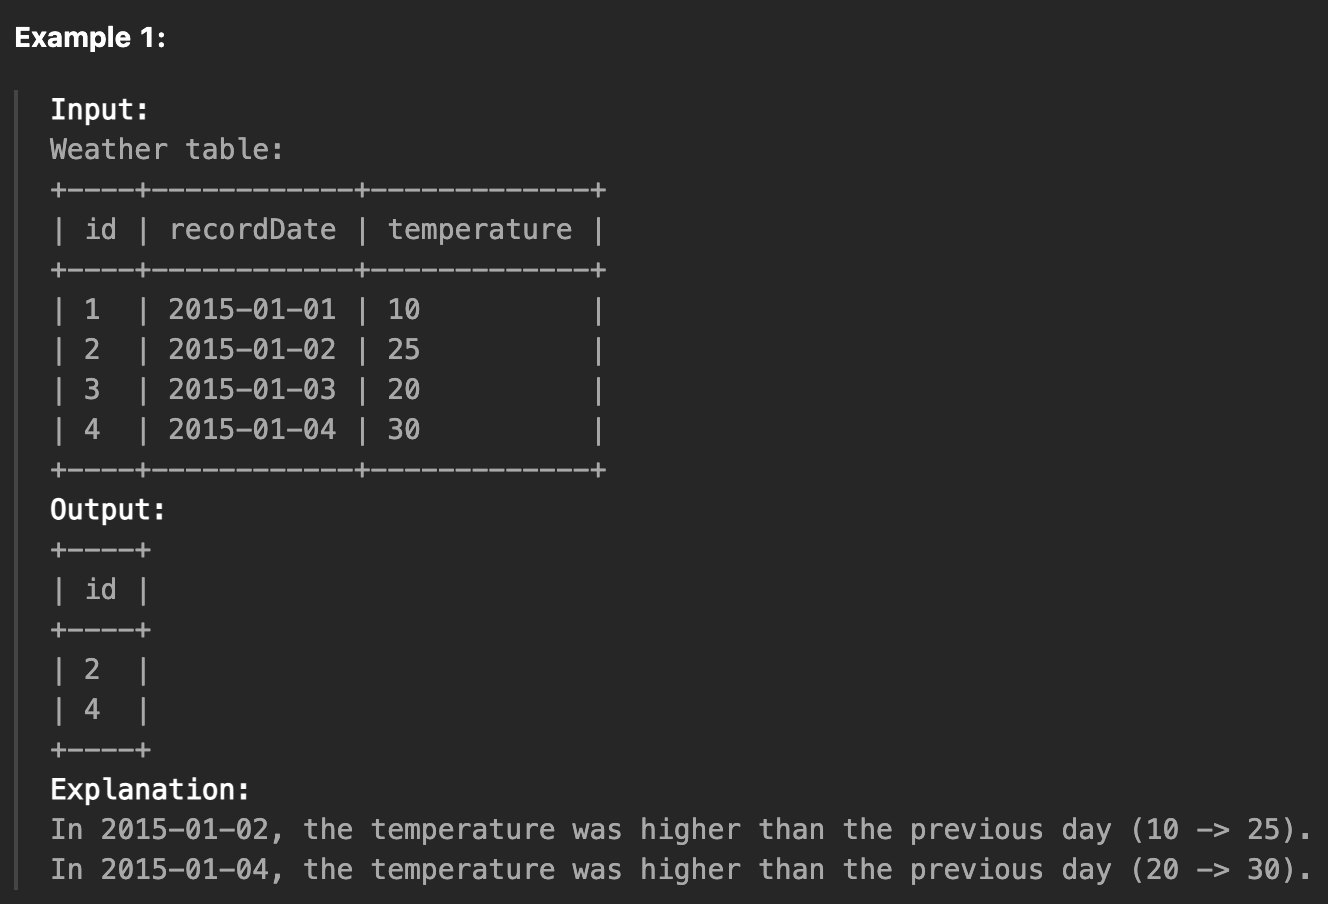 Example 1:
Input:
Weather table:
+----+------------+-------------+
| id | recordDate | temperature |
+----+------------+-------------+
| 1  | 2015-01-01 | 10          |
| 2  | 2015-01-02 | 25          |
| 3  | 2015-01-03 | 20          |
| 4  | 2015-01-04 | 30          |
+----+------------+-------------+
Output:
+----+
| id |
+----+
| 2  |
| 4  |
+----+
Explanation:
In 2015-01-02, the temperature was higher than the previous day (10 -> 25).
In 2015-01-04, the temperature was higher than the previous day (20 -> 30).